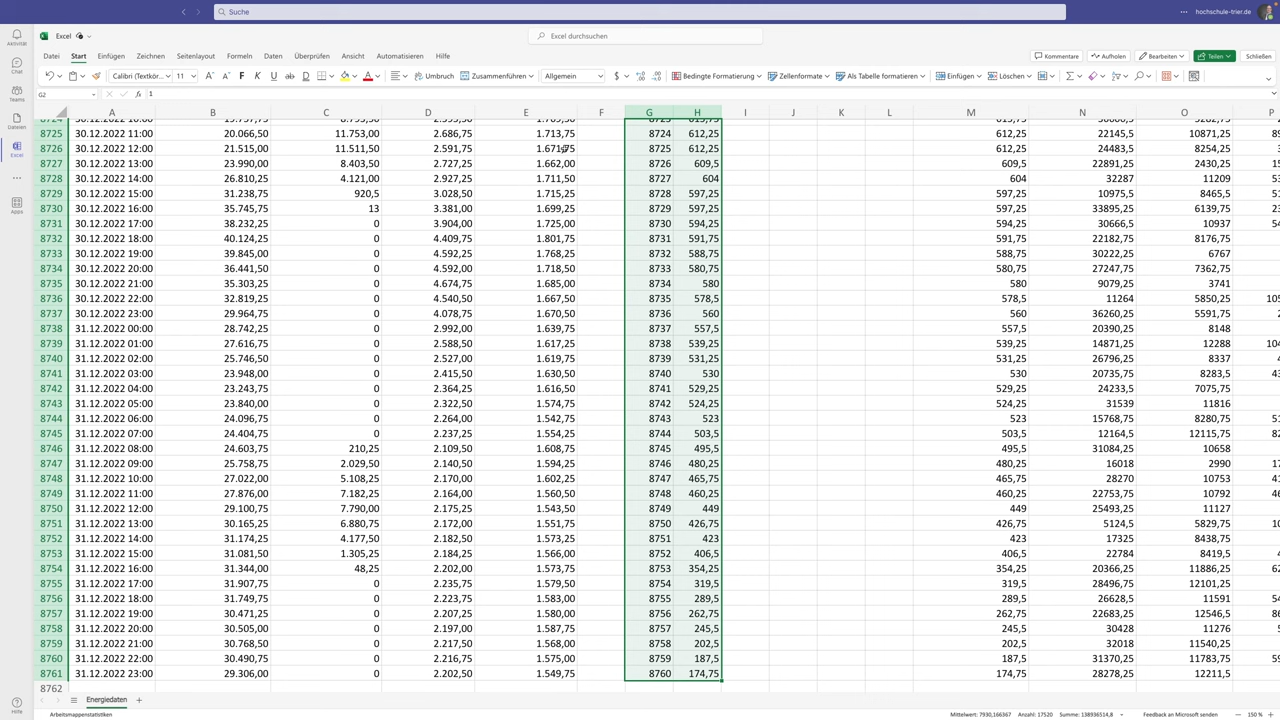 Suche hochschule-trier.de
Aktivität
Chat
Teams
Dateien
Excel
Apps
Hilfe
Excel Excel durchsuchen
Datei Start Einfügen Zeichnen Seitenlayout Formeln Daten Überprüfen Ansicht Automatisieren Hilfe Kommentare Aufholen Bearbeiten Teilen Schließen
Calibri (Textkör... 11 F K U ab D A Umbruch Zusammenführen Allgemein $ Bedingte Formatierung Zellenformate Als Tabelle formatieren Einfügen Löschen
G2 fx 1
A B C D E F G H I J K L M N O P
8725 30.12.2022 11:00 20.066,50 11.753,00 2.686,75 1.713,75 8724 612,25 612,25 22145,5 10871,25
8726 30.12.2022 12:00 21.515,00 11.511,50 2.591,75 1.671,75 8725 612,25 612,25 24483,5 8254,25
8727 30.12.2022 13:00 23.990,00 8.403,50 2.727,25 1.662,00 8726 609,5 609,5 22891,25 2430,25
8728 30.12.2022 14:00 26.810,25 4.121,00 2.927,25 1.711,50 8727 604 604 32287 11209
8729 30.12.2022 15:00 31.238,75 920,5 3.028,50 1.715,25 8728 597,25 597,25 10975,5 8465,5
8730 30.12.2022 16:00 35.745,75 13 3.381,00 1.699,25 8729 597,25 597,25 33895,25 6139,75
8731 30.12.2022 17:00 38.232,25 0 3.904,00 1.725,00 8730 594,25 594,25 30666,5 10937
8732 30.12.2022 18:00 40.124,25 0 4.409,75 1.801,75 8731 591,75 591,75 22182,75 8176,75
8733 30.12.2022 19:00 39.845,00 0 4.592,25 1.768,25 8732 588,75 588,75 30222,25 6767
8734 30.12.2022 20:00 36.441,50 0 4.592,00 1.718,50 8733 580,75 580,75 27247,75 7362,75
8735 30.12.2022 21:00 35.303,25 0 4.674,75 1.685,00 8734 580 580 9079,25 3741
8736 30.12.2022 22:00 32.819,25 0 4.540,50 1.667,50 8735 578,5 578,5 11264 5850,25
8737 30.12.2022 23:00 29.964,75 0 4.078,75 1.670,50 8736 560 560 36260,25 5591,75
8738 31.12.2022 00:00 28.742,25 0 2.992,00 1.639,75 8737 557,5 557,5 20390,25 8148
8739 31.12.2022 01:00 27.616,75 0 2.588,50 1.617,25 8738 539,25 539,25 14871,25 12288
8740 31.12.2022 02:00 25.746,50 0 2.527,00 1.619,75 8739 531,25 531,25 26796,25 8337
8741 31.12.2022 03:00 23.948,00 0 2.415,50 1.630,50 8740 530 530 20735,75 8283,5
8742 31.12.2022 04:00 23.243,75 0 2.364,25 1.616,50 8741 529,25 529,25 24233,5 7075,75
8743 31.12.2022 05:00 23.840,00 0 2.322,50 1.574,75 8742 524,25 524,25 31539 11816
8744 31.12.2022 06:00 24.096,75 0 2.264,00 1.542,75 8743 523 523 15768,75 8280,75
8745 31.12.2022 07:00 24.404,75 0 2.237,25 1.554,25 8744 503,5 503,5 12164,5 12115,75
8746 31.12.2022 08:00 24.603,75 210,25 2.109,50 1.608,75 8745 495,5 495,5 31084,25 10658
8747 31.12.2022 09:00 25.758,75 2.029,50 2.140,50 1.594,25 8746 480,25 480,25 16018 2990
8748 31.12.2022 10:00 27.022,00 5.108,25 2.170,00 1.602,25 8747 465,75 465,75 28270 10753
8749 31.12.2022 11:00 27.876,00 7.182,25 2.164,00 1.560,50 8748 460,25 460,25 22753,75 10792
8750 31.12.2022 12:00 29.100,75 7.790,00 2.175,25 1.543,50 8749 449 449 25493,25 11127
8751 31.12.2022 13:00 30.165,25 6.880,75 2.172,00 1.551,75 8750 426,75 426,75 5124,5 5829,75
8752 31.12.2022 14:00 31.174,25 4.177,50 2.182,50 1.573,25 8751 423 423 17325 8438,75
8753 31.12.2022 15:00 31.081,50 1.305,25 2.184,25 1.566,00 8752 406,5 406,5 22784 8419,5
8754 31.12.2022 16:00 31.344,00 48,25 2.202,00 1.573,75 8753 354,25 354,25 20366,25 11886,25
8755 31.12.2022 17:00 31.907,75 0 2.235,75 1.579,50 8754 319,5 319,5 28496,75 12101,25
8756 31.12.2022 18:00 31.749,75 0 2.223,75 1.583,00 8755 289,5 289,5 26628,5 11591
8757 31.12.2022 19:00 30.471,25 0 2.207,25 1.580,00 8756 262,75 262,75 22683,25 12546,5
8758 31.12.2022 20:00 30.505,00 0 2.197,00 1.587,75 8757 245,5 245,5 30428 11276
8759 31.12.2022 21:00 30.768,50 0 2.217,50 1.568,00 8758 202,5 202,5 32018 11540,25
8760 31.12.2022 22:00 30.490,75 0 2.216,75 1.575,00 8759 187,5 187,5 31370,25 11783,75
8761 31.12.2022 23:00 29.306,00 0 2.202,50 1.549,75 8760 174,75 174,75 28278,25 12211,5
8762
Energiedaten
Arbeitsmappenstatistiken Mittelwert: 7930,166367 Anzahl: 17520 Summe: 138936514,8 Feedback an Microsoft senden 150 %